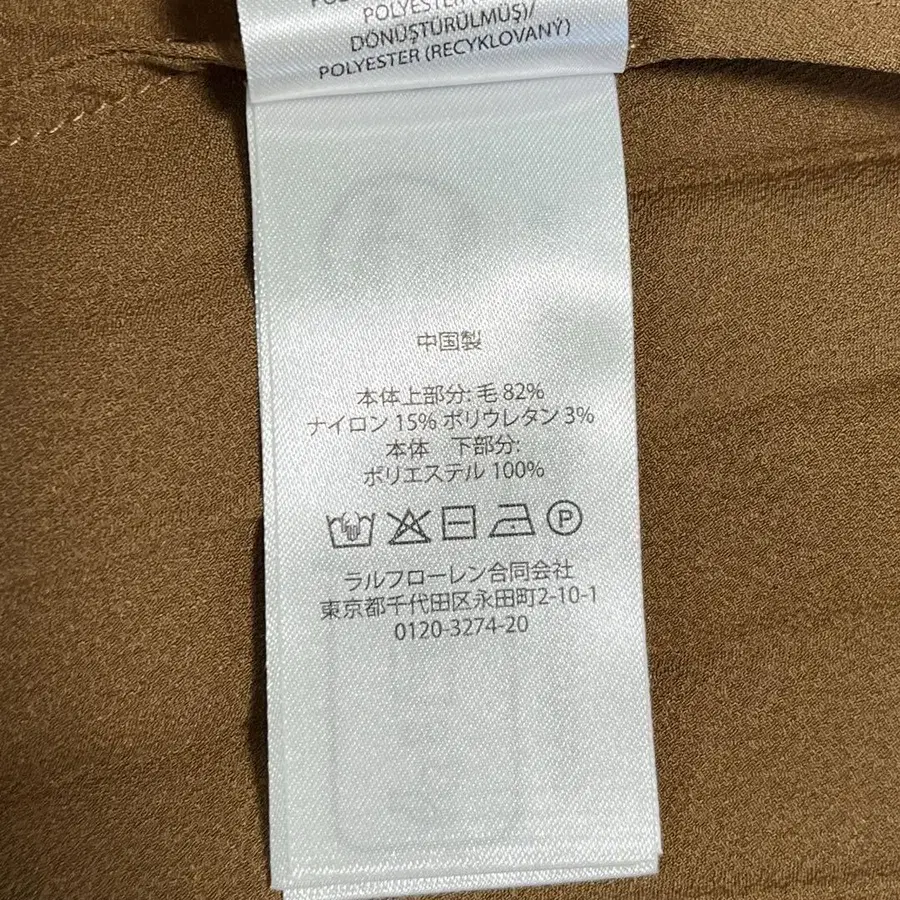 POLYESTER
DÖNÜŞTÜRÜLMÜŞ)/
POLYESTER (RECYKLOVANÝ)
中国製
本体上部分: 毛 82%
ナイロン 15% ポリウレタン 3%
本体 下部分:
ポリエステル 100%
P
ラルフローレン合同会社
東京都千代田区永田町2-10-1
0120-3274-20